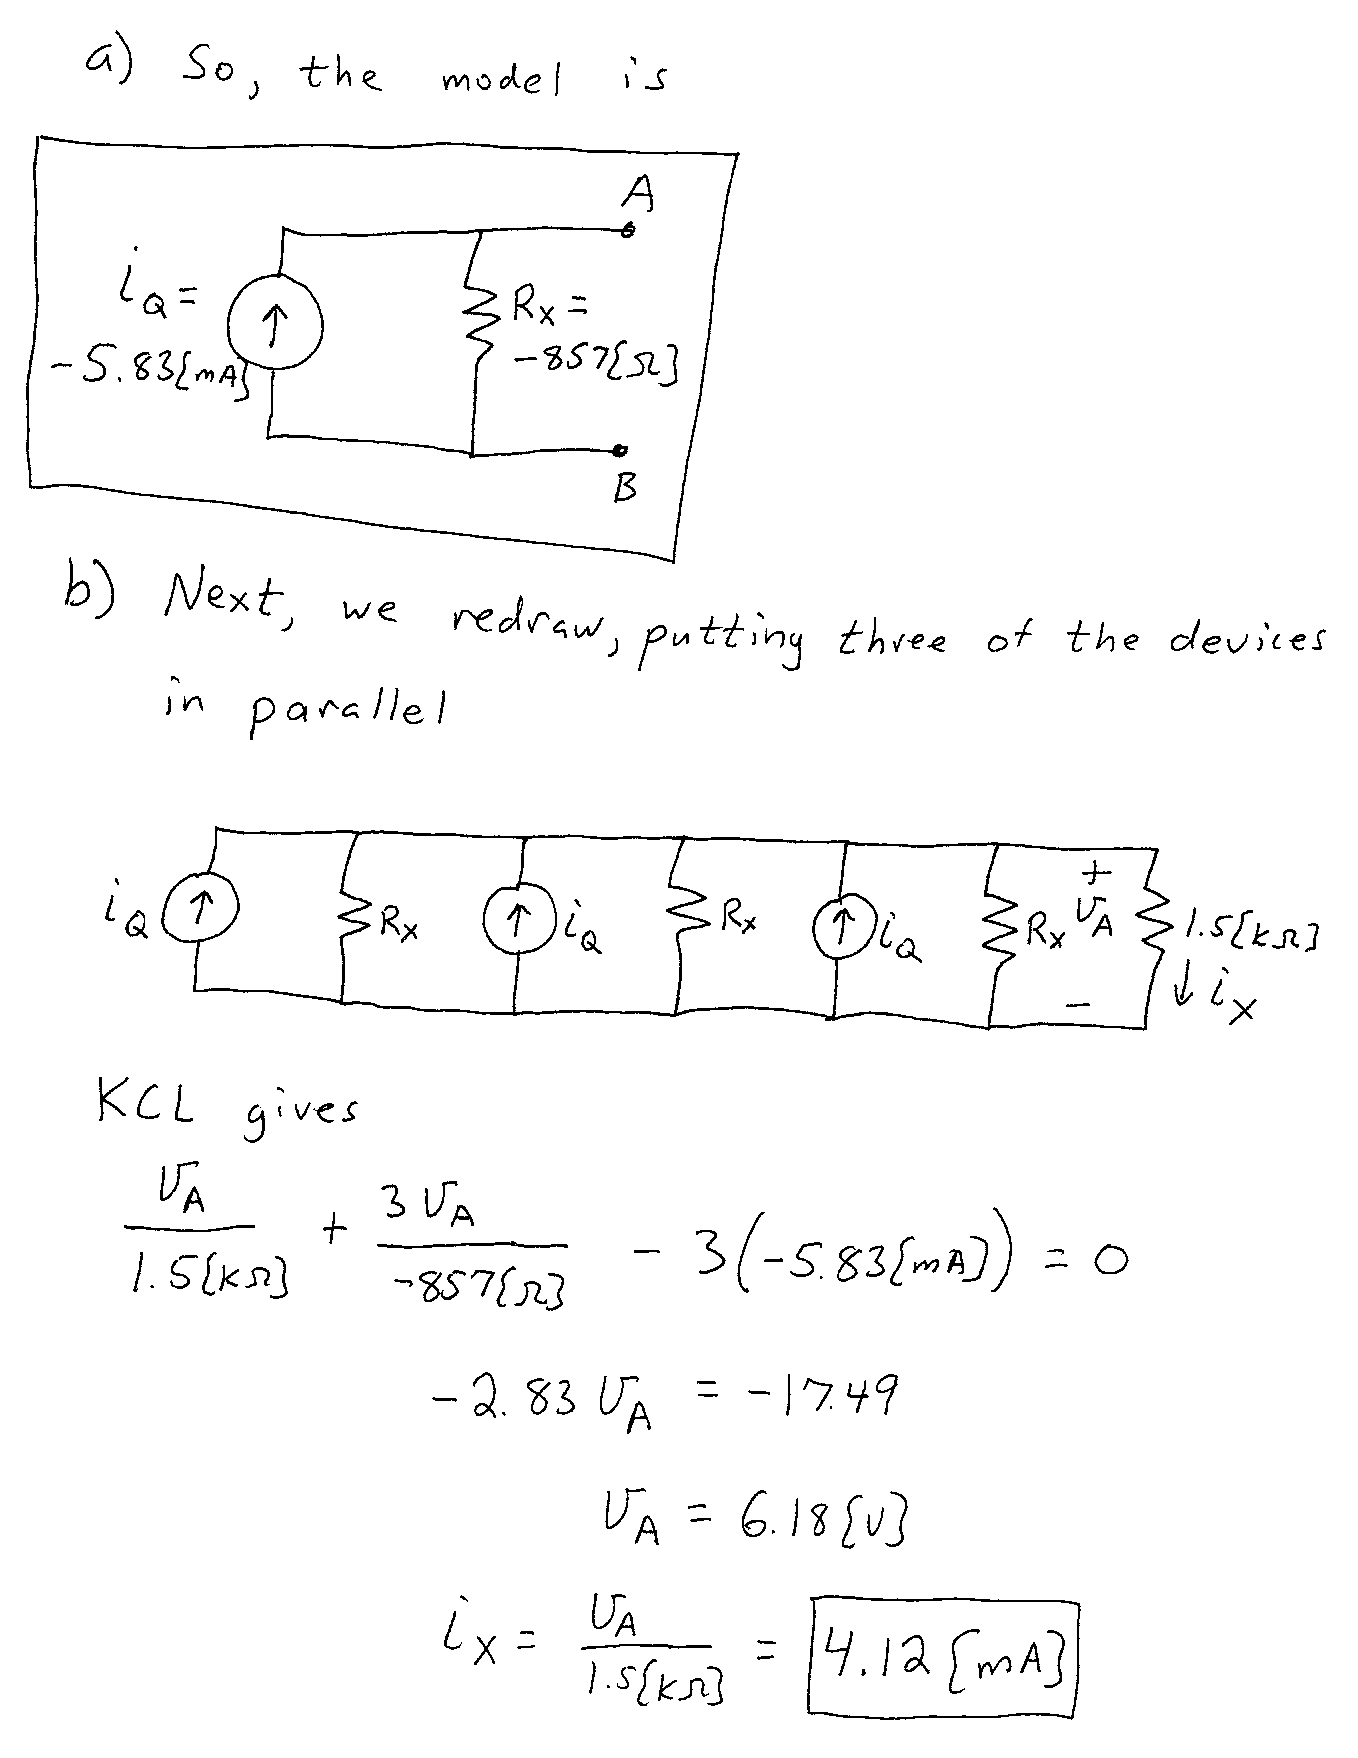 a) So, the model is
A
iQ =
-5.83[mA]
RX =
-857[Ω]
B
b) Next, we redraw, putting three of the devices
in parallel
iQ RX iQ RX iQ RX + vA - 1.5[kΩ]
iX
KCL gives
vA / 1.5[kΩ] + 3 vA / -857[Ω] - 3(-5.83[mA]) = 0
-2.83 vA = -17.49
vA = 6.18[V]
iX = vA / 1.5[kΩ] = 4.12[mA]